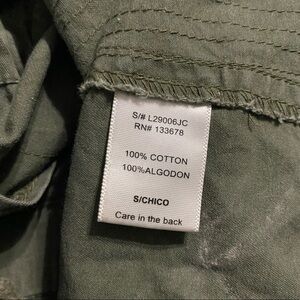 S/# L29006JC
RN# 133678
100% COTTON
100%ALGODON
S/CHICO
Care in the back